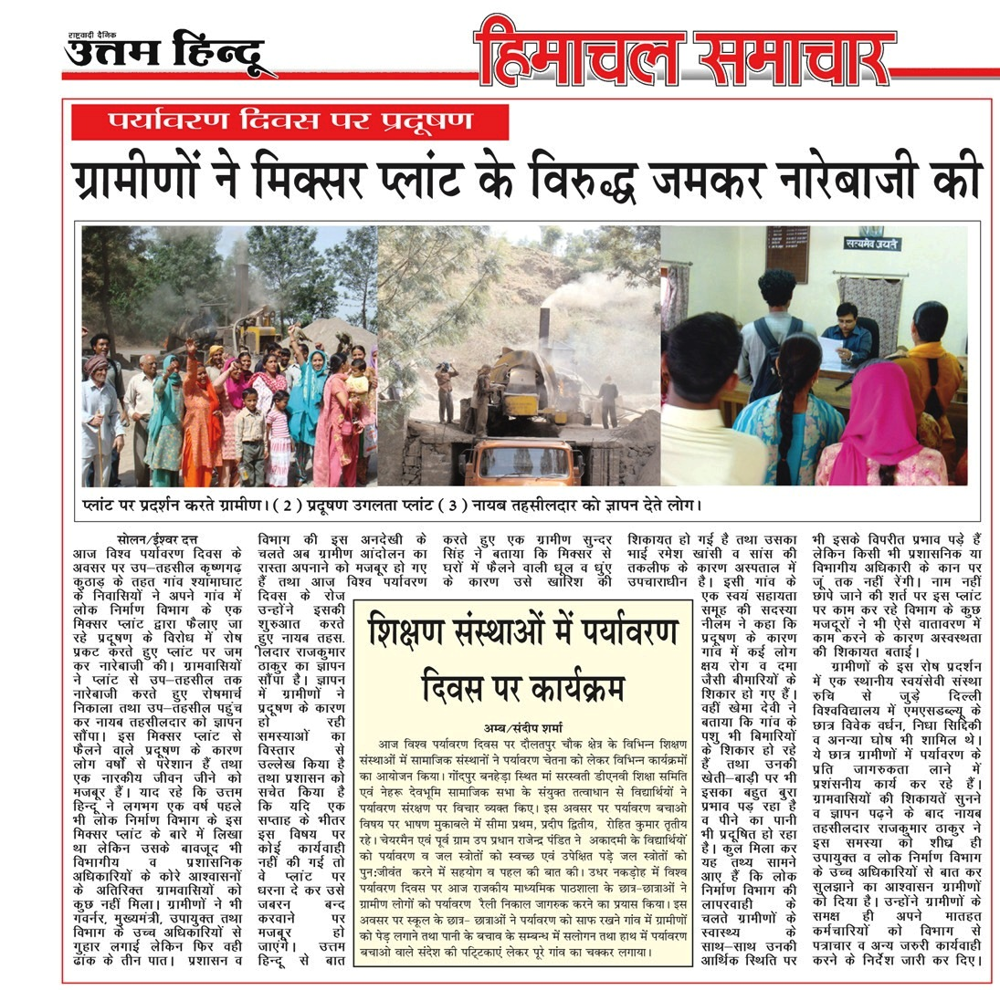 राष्ट्रवादी दैनिक
उत्तम हिन्दू
हिमाचल समाचार
पर्यावरण दिवस पर प्रदूषण
ग्रामीणों ने मिक्सर प्लांट के विरुद्ध जमकर नारेबाजी की
सत्यमेव जयते
प्लांट पर प्रदर्शन करते ग्रामीण। ( 2 ) प्रदूषण उगलता प्लांट ( 3 ) नायब तहसीलदार को ज्ञापन देते लोग।
सोलन/ईश्वर दत्त
आज विश्व पर्यावरण दिवस के
अवसर पर उप-तहसील कृष्णगढ़
कुठाड़ के तहत गांव श्यामाघाट
के निवासियों ने अपने गांव में
लोक निर्माण विभाग के एक
मिक्सर प्लांट द्वारा फैलाए जा
रहे प्रदूषण के विरोध में रोष
प्रकट करते हुए प्लांट पर जम
कर नारेबाजी की। ग्रामवासियों
ने प्लांट से उप-तहसील तक
नारेबाजी करते हुए रोषमार्च
निकाला तथा उप-तहसील पहुंच
कर नायब तहसीलदार को ज्ञापन
सौंपा। इस मिक्सर प्लांट से
फैलने वाले प्रदूषण के कारण
लोग वर्षों से परेशान हैं तथा
एक नारकीय जीवन जीने को
मजबूर हैं। याद रहे कि उत्तम
हिन्दू ने लगभग एक वर्ष पहले
भी लोक निर्माण विभाग के इस
मिक्सर प्लांट के बारे में लिखा
था लेकिन उसके बावजूद भी
विभागीय व प्रशासनिक
अधिकारियों के कोरे आश्वासनों
के अतिरिक्त ग्रामवासियों को
कुछ नहीं मिला। ग्रामीणों ने भी
गवर्नर, मुख्यमंत्री, उपायुक्त तथा
विभाग के उच्च अधिकारियों से
गुहार लगाई लेकिन फिर वही
ढाक के तीन पात। प्रशासन व
विभाग की इस अनदेखी के
चलते अब ग्रामीण आंदोलन का
रास्ता अपनाने को मजबूर हो गए
हैं तथा आज विश्व पर्यावरण
दिवस के रोज
उन्होंने इसकी
शुरुआत करते
हुए नायब तहस.
ीलदार राजकुमार
ठाकुर का ज्ञापन
सौंपा है। ज्ञापन
में ग्रामीणों ने
प्रदूषण के कारण
हो रही
समस्याओं का
विस्तार से
उल्लेख किया है
तथा प्रशासन को
सचेत किया है
कि यदि एक
सप्ताह के भीतर
इस विषय पर
कोई कार्यवाही
नहीं की गई तो
वे प्लांट पर
धरना दे कर उसे
जबरन बन्द
करवाने पर
मजबूर हो
जाएंगे। उत्तम
हिन्दू से बात
करते हुए एक ग्रामीण सुन्दर
सिंह ने बताया कि मिक्सर से
घरों में फैलने वाली धूल व धुंए
के कारण उसे खारिश की
शिकायत हो गई है तथा उसका
भाई रमेश खांसी व सांस की
तकलीफ के कारण अस्पताल में
उपचाराधीन है। इसी गांव के
एक स्वयं सहायता
समूह की सदस्या
नीलम ने कहा कि
प्रदूषण के कारण
गांव में कई लोग
क्षय रोग व दमा
जैसी बीमारियों के
शिकार हो गए हैं।
वहीं खेमा देवी ने
बताया कि गांव के
पशु भी बिमारियों
के शिकार हो रहे
हैं तथा उनकी
खेती-बाड़ी पर भी
इसका बहुत बुरा
प्रभाव पड़ रहा है
व पीने का पानी
भी प्रदूषित हो रहा
है। कुल मिला कर
यह तथ्य सामने
आए हैं कि लोक
निर्माण विभाग की
लापरवाही के
चलते ग्रामीणों के
स्वास्थ्य के
साथ-साथ उनकी
आर्थिक स्थिति पर
भी इसके विपरीत प्रभाव पड़े हैं
लेकिन किसी भी प्रशासनिक या
विभागीय अधिकारी के कान पर
जूं तक नहीं रेंगी। नाम नहीं
छापे जाने की शर्त पर इस प्लांट
पर काम कर रहे विभाग के कुछ
मजदूरों ने भी ऐसे वातावरण में
काम करने के कारण अस्वस्थता
की शिकायत बताई।
ग्रामीणों के इस रोष प्रदर्शन
में एक स्थानीय स्वयंसेवी संस्था
रुचि से जुड़े दिल्ली
विश्वविद्यालय में एमएसडब्ल्यू के
छात्र विवेक वर्धन, निधा सिद्दिकी
व अनन्या घोष भी शामिल थे।
ये छात्र ग्रामीणों में पर्यावरण के
प्रति जागरुकता लाने में
प्रशंसनीय कार्य कर रहे हैं।
ग्रामवासियों की शिकायतें सुनने
व ज्ञापन पढ़ने के बाद नायब
तहसीलदार राजकुमार ठाकुर ने
इस समस्या को शीघ्र ही
उपायुक्त व लोक निर्माण विभाग
के उच्च अधिकारियों से बात कर
सुलझाने का आश्वासन ग्रामीणों
को दिया है। उन्होंने ग्रामीणों के
समक्ष ही अपने मातहत
कर्मचारियों को विभाग से
पत्राचार व अन्य जरुरी कार्यवाही
करने के निर्देश जारी कर दिए।
शिक्षण संस्थाओं में पर्यावरण
दिवस पर कार्यक्रम
अम्ब/संदीप शर्मा
आज विश्व पर्यावरण दिवस पर दौलतपुर चौक क्षेत्र के विभिन्न शिक्षण
संस्थाओं में सामाजिक संस्थानों ने पर्यावरण चेतना को लेकर विभिन्न कार्यक्रमों
का आयोजन किया। गोंदपुर बनहेड़ा स्थित मां सरस्वती डीएनवी शिक्षा समिति
एवं नेहरू देवभूमि सामाजिक सभा के संयुक्त तत्वाधान से विद्यार्थियों ने
पर्यावरण संरक्षण पर विचार व्यक्त किए। इस अवसर पर पर्यावरण बचाओ
विषय पर भाषण मुकाबले में सीमा प्रथम, प्रदीप द्वितीय, रोहित कुमार तृतीय
रहे। चेयरमैन एवं पूर्व ग्राम उप प्रधान राजेन्द्र पंडित ने अकादमी के विद्यार्थियों
को पर्यावरण व जल स्त्रोतों को स्वच्छ एवं उपेक्षित पड़े जल स्त्रोतों को
पुन:जीवंत करने में सहयोग व पहल की बात की। उधर नकड़ोह में विश्व
पर्यावरण दिवस पर आज राजकीय माध्यमिक पाठशाला के छात्र-छात्राओं ने
ग्रामीण लोगों को पर्यावरण रैली निकाल जागरुक करने का प्रयास किया। इस
अवसर पर स्कूल के छात्र- छात्राओं ने पर्यावरण को साफ रखने गांव में ग्रामीणों
को पेड़ लगाने तथा पानी के बचाव के सम्बन्ध में सलोगन तथा हाथ में पर्यावरण
बचाओ वाले संदेश की पट्टिकाएं लेकर पूरे गांव का चक्कर लगाया।